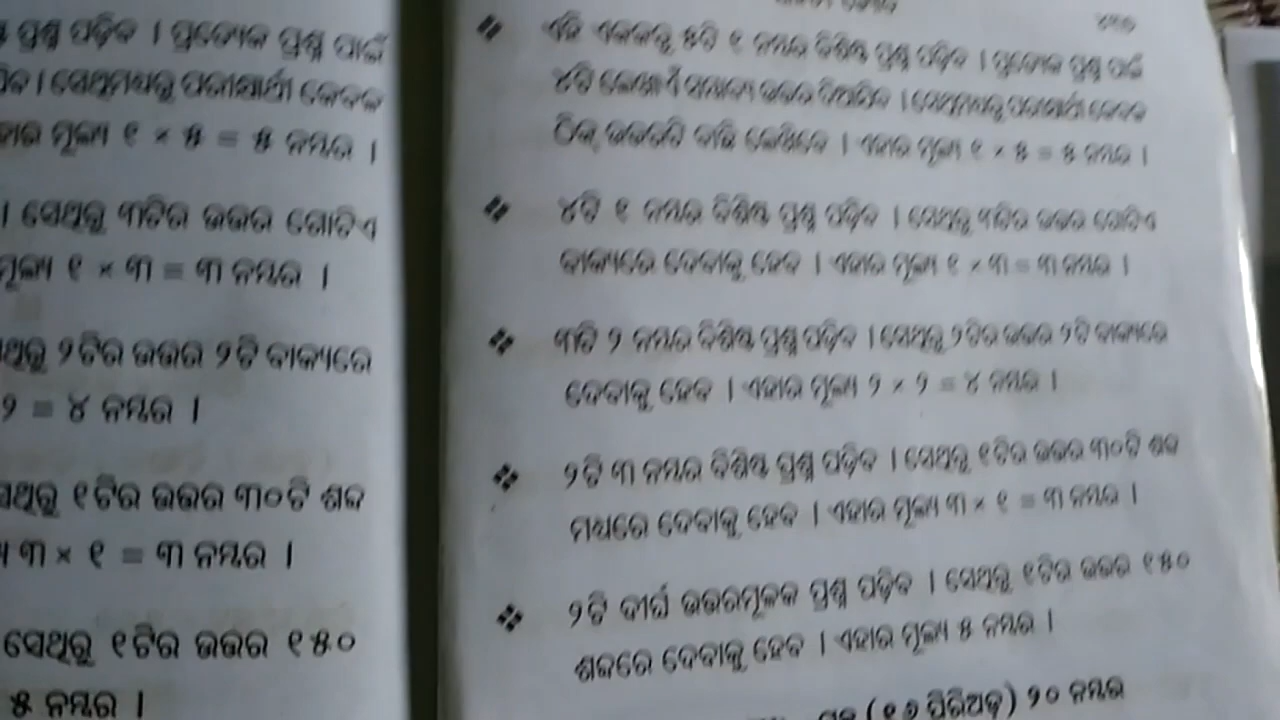 ପ୍ରଶ୍ନ ପଡ଼ିବ । ପ୍ରତ୍ୟେକ ପ୍ରଶ୍ନ ପାଇଁ
ସେଥିମଧ୍ୟରୁ ପରୀକ୍ଷାର୍ଥୀ କେବଳ
ମୂଲ୍ୟ ୧ × ୫ = ୫ ନମ୍ବର ।
। ସେଥିରୁ ୩ଟିର ଉତ୍ତର ଗୋଟିଏ
ମୂଲ୍ୟ ୧ × ୩ = ୩ ନମ୍ବର ।
୨ଟିର ଉତ୍ତର ୨ଟି ବାକ୍ୟରେ
୨ = ୪ ନମ୍ବର ।
୧ଟିର ଉତ୍ତର ୩୦ଟି ଶବ୍ଦ
୩ × ୧ = ୩ ନମ୍ବର ।
ସେଥିରୁ ୧ଟିର ଉତ୍ତର ୧୫୦
୫ ନମ୍ବର ।
ଏହି ଏକକରୁ ୫ଟି ୧ ନମ୍ବର ବିଶିଷ୍ଟ ପ୍ରଶ୍ନ ପଡ଼ିବ । ପ୍ରତ୍ୟେକ ପ୍ରଶ୍ନ ପାଇଁ
୪ଟି ଲେଖାଏଁ ସମ୍ଭାବ୍ୟ ଉତ୍ତର ଦିଆଯିବ । ସେଥିମଧ୍ୟରୁ ପରୀକ୍ଷାର୍ଥୀ କେବଳ
ଠିକ୍ ଉତ୍ତରଟି ବାଛି ଲେଖିବେ । ଏହାର ମୂଲ୍ୟ ୧ × ୫ = ୫ ନମ୍ବର ।
୪ଟି ୧ ନମ୍ବର ବିଶିଷ୍ଟ ପ୍ରଶ୍ନ ପଡ଼ିବ । ସେଥିରୁ ୩ଟିର ଉତ୍ତର ଗୋଟିଏ
ବାକ୍ୟରେ ଦେବାକୁ ହେବ । ଏହାର ମୂଲ୍ୟ ୧ × ୩ = ୩ ନମ୍ବର ।
୩ଟି ୨ ନମ୍ବର ବିଶିଷ୍ଟ ପ୍ରଶ୍ନ ପଡ଼ିବ । ସେଥିରୁ ୨ଟିର ଉତ୍ତର ୨ଟି ବାକ୍ୟରେ
ଦେବାକୁ ହେବ । ଏହାର ମୂଲ୍ୟ ୨ × ୨ = ୪ ନମ୍ବର ।
୨ଟି ୩ ନମ୍ବର ବିଶିଷ୍ଟ ପ୍ରଶ୍ନ ପଡ଼ିବ । ସେଥିରୁ ୧ଟିର ଉତ୍ତର ୩୦ଟି ଶବ୍ଦ
ମଧ୍ୟରେ ଦେବାକୁ ହେବ । ଏହାର ମୂଲ୍ୟ ୩ × ୧ = ୩ ନମ୍ବର ।
୨ଟି ଦୀର୍ଘ ଉତ୍ତରମୂଳକ ପ୍ରଶ୍ନ ପଡ଼ିବ । ସେଥିରୁ ୧ଟିର ଉତ୍ତର ୧୫୦
ଶବ୍ଦରେ ଦେବାକୁ ହେବ । ଏହାର ମୂଲ୍ୟ ୫ ନମ୍ବର ।
(୧୬ ପିରିଅଡ଼) ୨୦ ନମ୍ବର